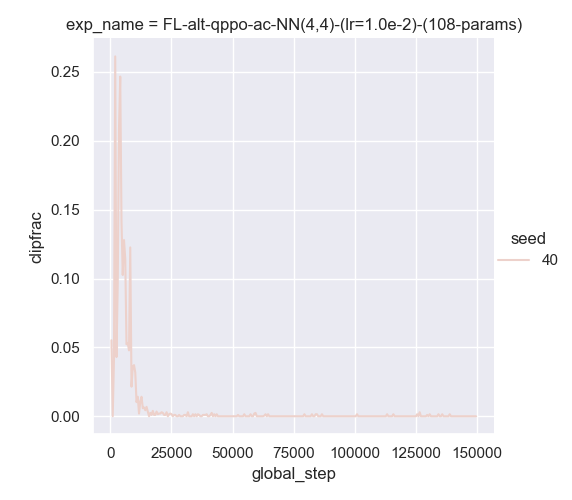 exp_name = FL-alt-qppo-ac-NN(4,4)-(lr=1.0e-2)-(108-params)
0.25
0.20
0.15
0.10
0.05
0.00
clipfrac
0 25000 50000 75000 100000 125000 150000
global_step
seed
40